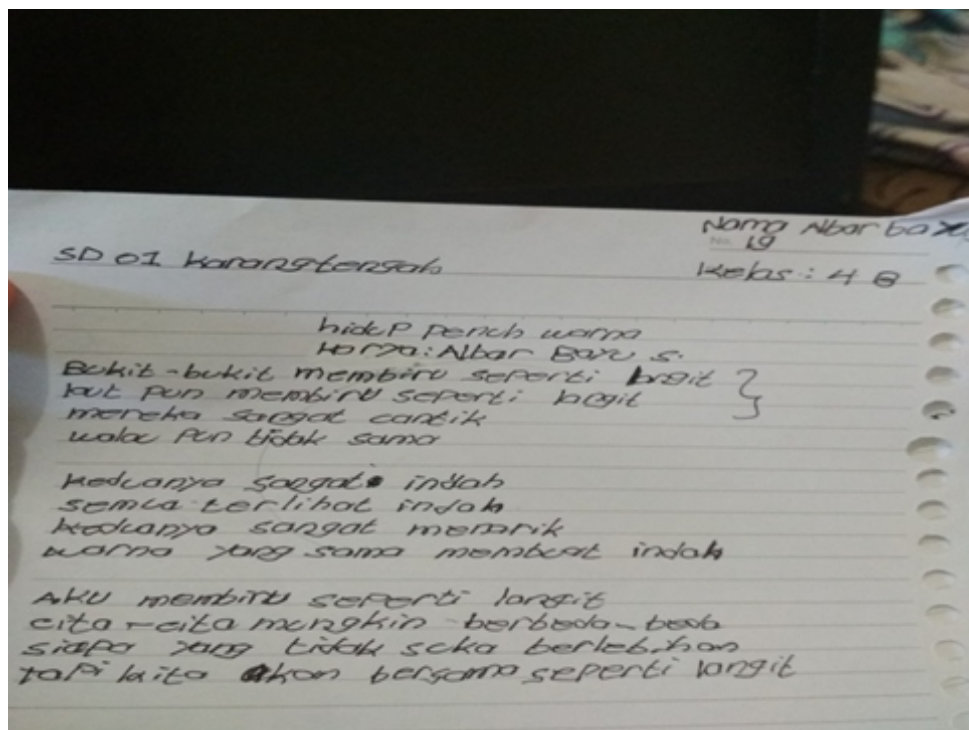 Nama Albar bayu
No. 19
SD 01 Karangtengah
Kelas : 4 B
hidup penuh warna
Karya : Albar Bayu S.
Bukit-bukit membiru seperti langit
laut pun membiru seperti langit
mereka sangat cantik
walau pun tidak sama
keduanya sangat indah
semua terlihat indah
keduanya sangat menarik
warna yang sama membuat indah
AKU membiru seperti langit
cita-cita mungkin berbeda-beda
siapa yang tidak suka berlebihan
tapi kita akan bersama seperti langit